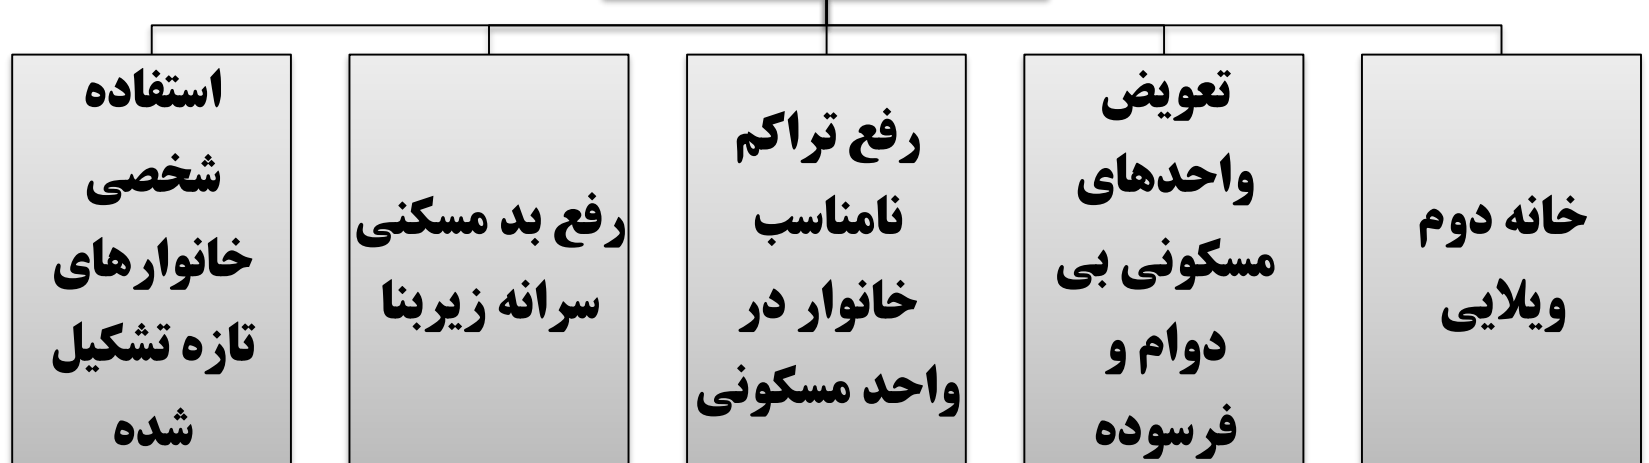 خانه دوم
ویلایی
تعویض
واحدهای
مسکونی بی
دوام و
فرسوده
رفع تراکم
نامناسب
خانوار در
واحد مسکونی
رفع بد مسکنی
سرانه زیربنا
استفاده
شخصی
خانوارهای
تازه تشکیل
شده